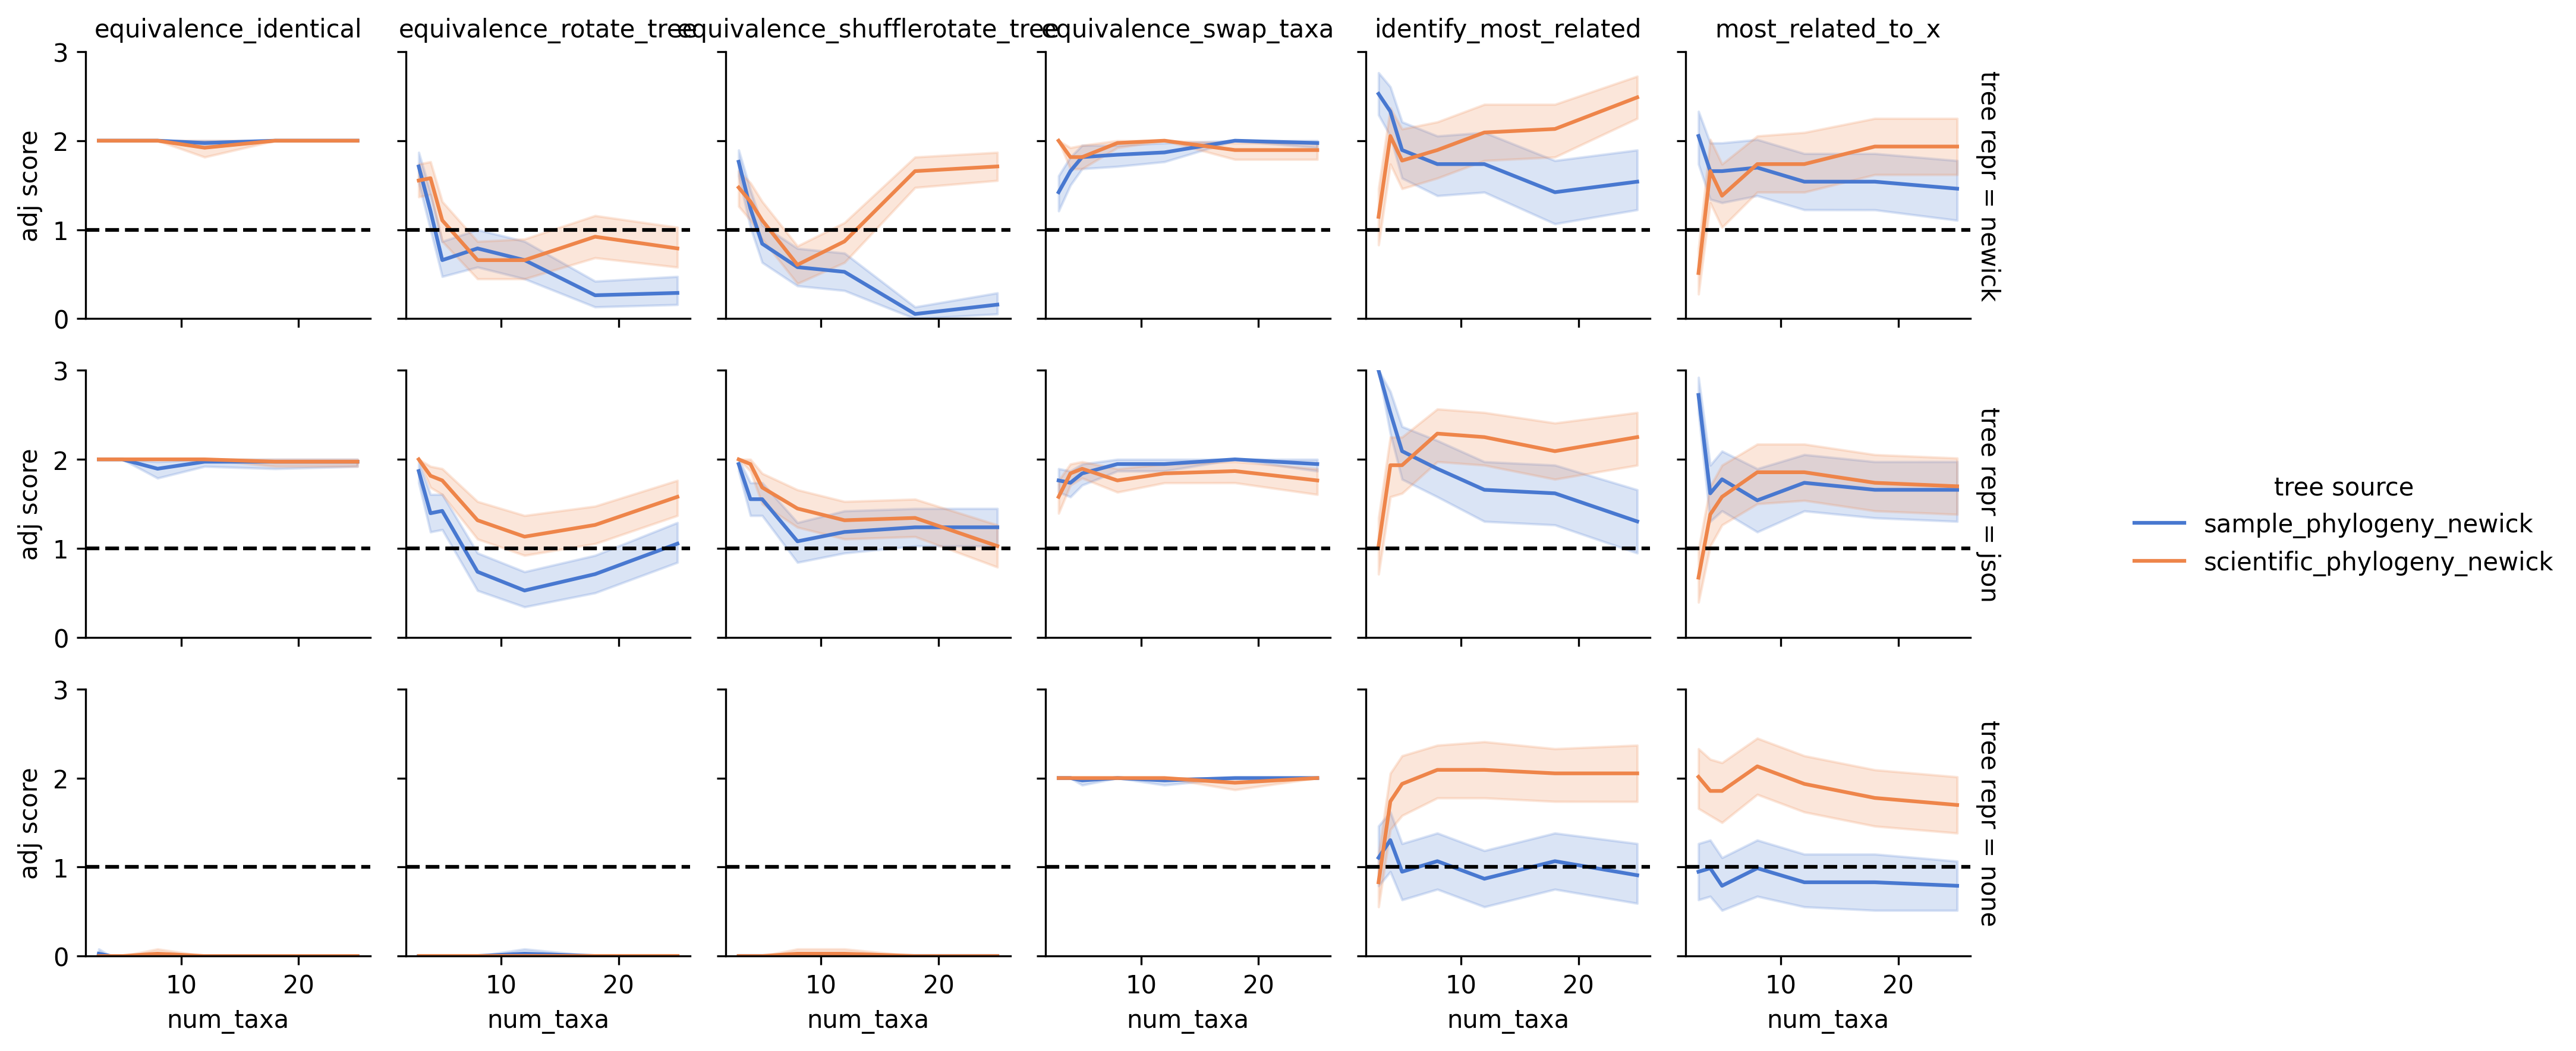 equivalence_identical
equivalence_rotate_tree
equivalence_shufflerotate_tree
equivalence_swap_taxa
identify_most_related
most_related_to_x
3
2
1
0
adj score
tree repr = newick
3
2
1
0
adj score
tree repr = json
tree source
sample_phylogeny_newick
scientific_phylogeny_newick
3
2
1
0
adj score
tree repr = none
10 20
10 20
10 20
10 20
10 20
10 20
num_taxa
num_taxa
num_taxa
num_taxa
num_taxa
num_taxa